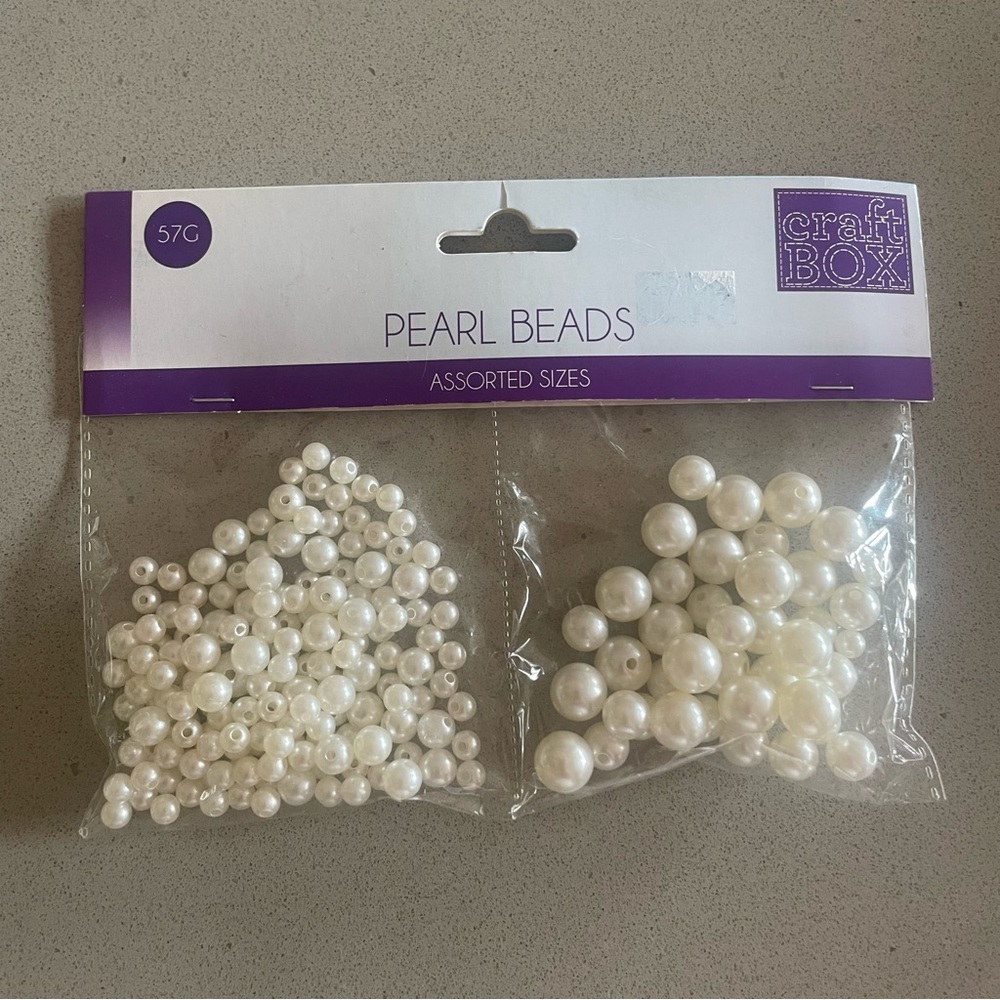 57G
craft
BOX
PEARL BEADS
ASSORTED SIZES